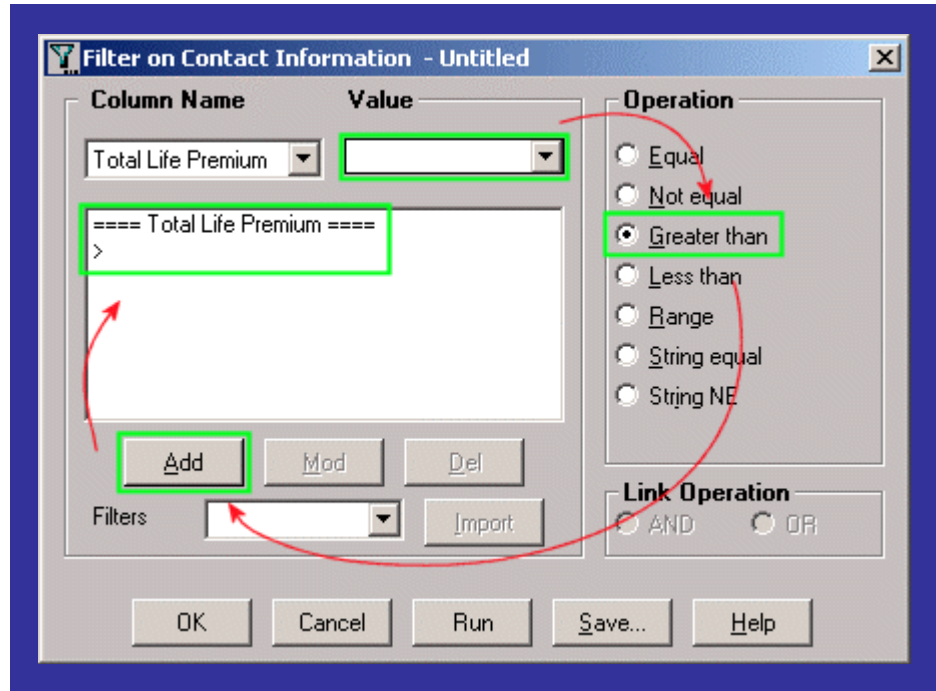 Filter on Contact Information - Untitled
Column Name Value
Total Life Premium
==== Total Life Premium ====
>
Add Mod Del
Filters Import
Operation
Equal
Not equal
Greater than
Less than
Range
String equal
String NE
Link Operation
AND OR
OK Cancel Run Save... Help